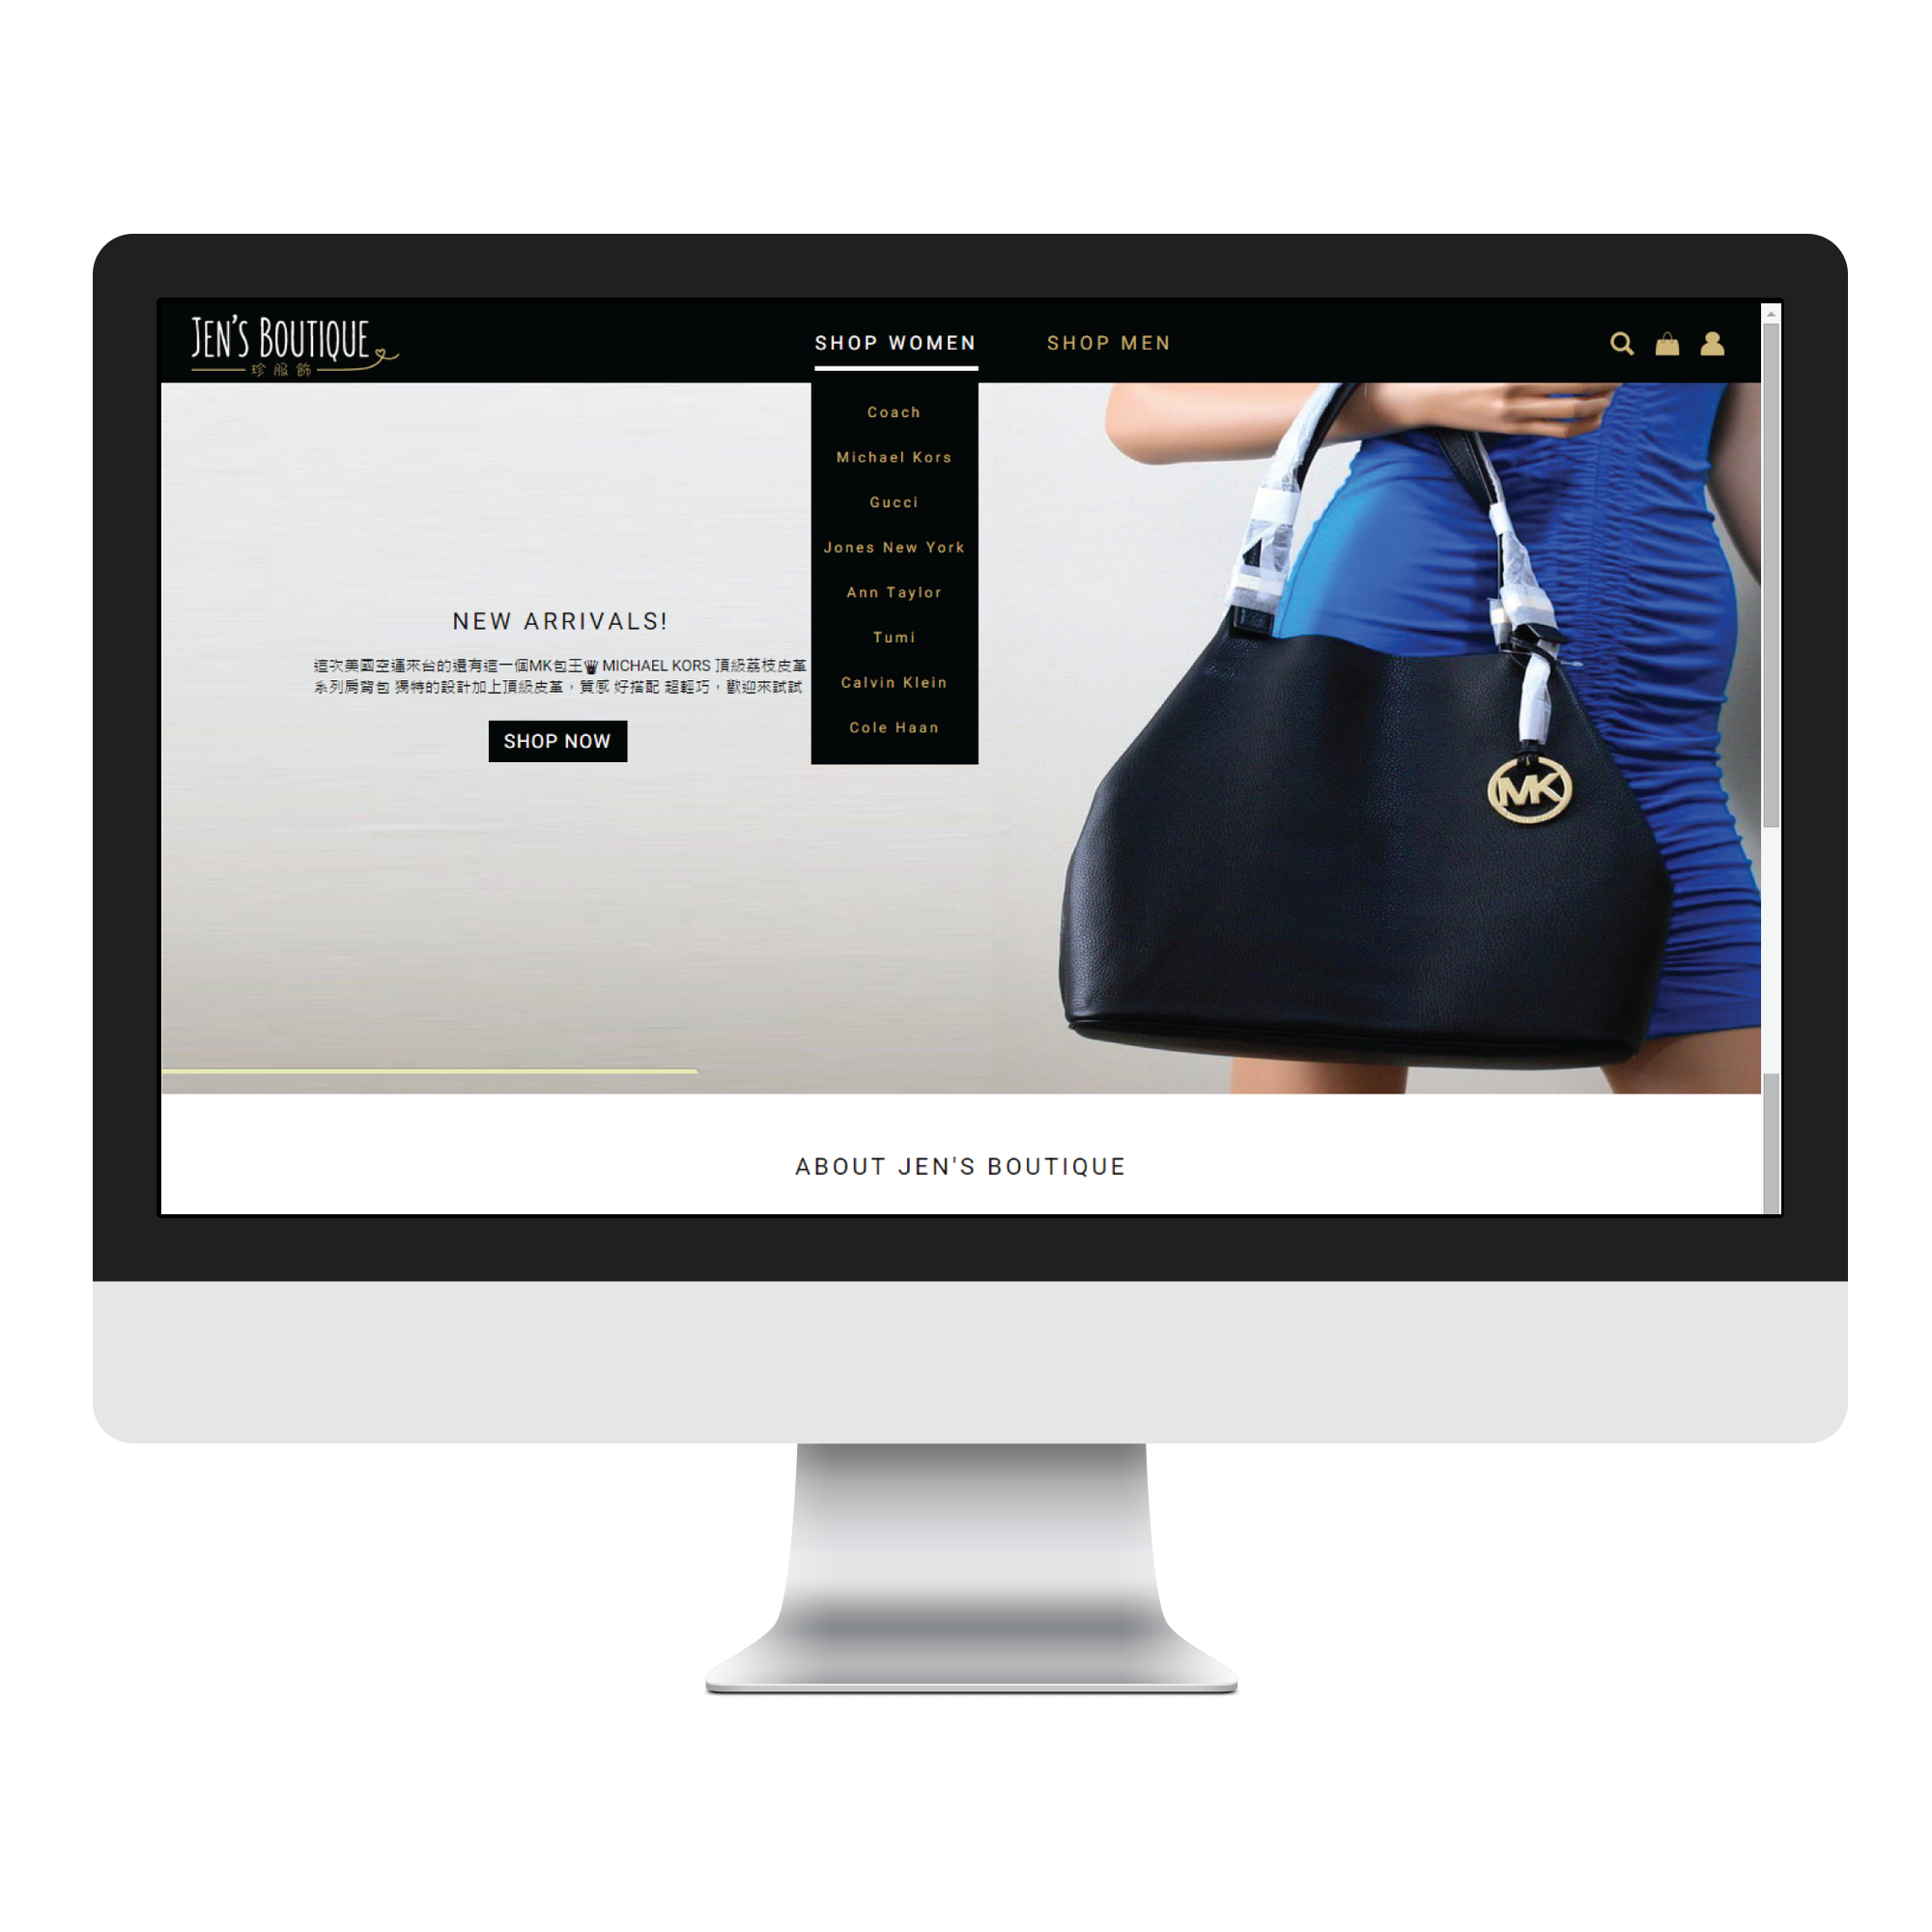 JEN'S BOUTIQUE
珍服飾
SHOP WOMEN
SHOP MEN
Coach
Michael Kors
Gucci
Jones New York
Ann Taylor
Tumi
Calvin Klein
Cole Haan
NEW ARRIVALS!
這次美國空運來台的還有這一個MK包王 MICHAEL KORS 頂級荔枝皮革
系列肩背包 獨特的設計加上頂級皮革，質感 好搭配 超輕巧，歡迎來試試
SHOP NOW
MK
ABOUT JEN'S BOUTIQUE